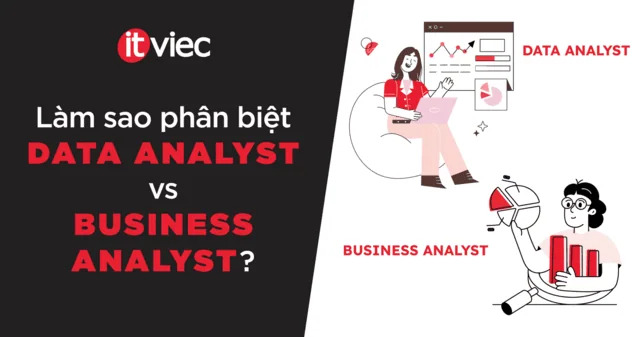 itviec
Làm sao phân biệt
DATA ANALYST
vs
BUSINESS
ANALYST?
DATA ANALYST
BUSINESS ANALYST